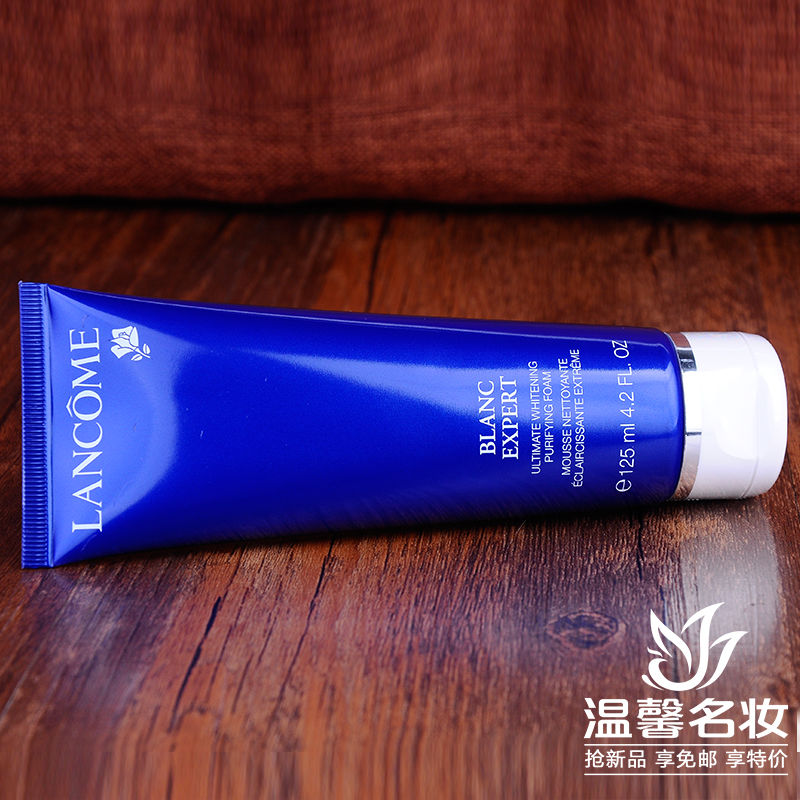 LANCÔME
BLANC
EXPERT
ULTIMATE WHITENING
PURIFYING FOAM
MOUSSE NETTOYANTE
ÉCLAIRCISSANTE EXTRÊME
℮125 ml 4.2 FL. OZ
温馨名妆
抢新品 享免邮 享特价